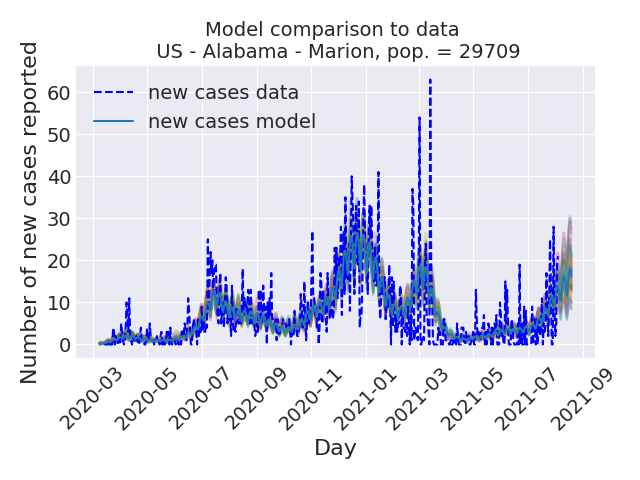 Model comparison to data
US - Alabama - Marion, pop. = 29709
Number of new cases reported
60
50
40
30
20
10
0
new cases data
new cases model
2020-03
2020-05
2020-07
2020-09
2020-11
2021-01
2021-03
2021-05
2021-07
2021-09
Day